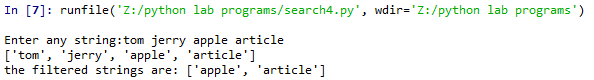 In [7]: runfile('Z:/python lab programs/search4.py', wdir='Z:/python lab programs')
Enter any string:tom jerry apple article
['tom', 'jerry', 'apple', 'article']
the filtered strings are: ['apple', 'article']